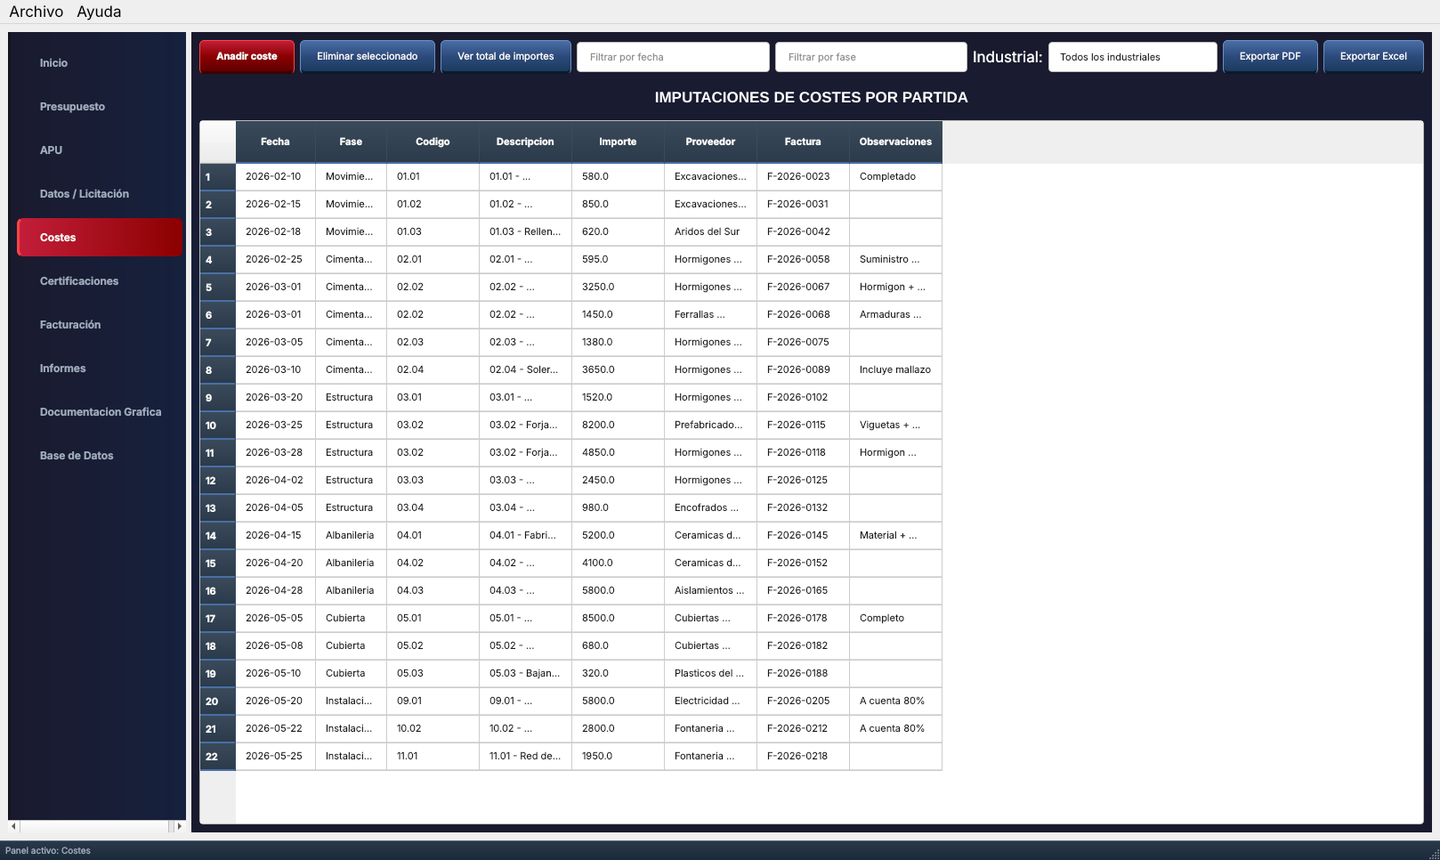 Archivo Ayuda
Inicio
Presupuesto
APU
Datos / Licitación
Costes
Certificaciones
Facturación
Informes
Documentacion Grafica
Base de Datos
Anadir coste Eliminar seleccionado Ver total de importes Filtrar por fecha Filtrar por fase Industrial: Todos los industriales Exportar PDF Exportar Excel
IMPUTACIONES DE COSTES POR PARTIDA
Fecha Fase Codigo Descripcion Importe Proveedor Factura Observaciones
1 2026-02-10 Movimie... 01.01 01.01 - ... 580.0 Excavaciones... F-2026-0023 Completado
2 2026-02-15 Movimie... 01.02 01.02 - ... 850.0 Excavaciones... F-2026-0031
3 2026-02-18 Movimie... 01.03 01.03 - Rellen... 620.0 Aridos del Sur F-2026-0042
4 2026-02-25 Cimenta... 02.01 02.01 - ... 595.0 Hormigones ... F-2026-0058 Suministro ...
5 2026-03-01 Cimenta... 02.02 02.02 - ... 3250.0 Hormigones ... F-2026-0067 Hormigon + ...
6 2026-03-01 Cimenta... 02.02 02.02 - ... 1450.0 Ferrallas ... F-2026-0068 Armaduras ...
7 2026-03-05 Cimenta... 02.03 02.03 - ... 1380.0 Hormigones ... F-2026-0075
8 2026-03-10 Cimenta... 02.04 02.04 - Soler... 3650.0 Hormigones ... F-2026-0089 Incluye mallazo
9 2026-03-20 Estructura 03.01 03.01 - ... 1520.0 Hormigones ... F-2026-0102
10 2026-03-25 Estructura 03.02 03.02 - Forja... 8200.0 Prefabricado... F-2026-0115 Viguetas + ...
11 2026-03-28 Estructura 03.02 03.02 - Forja... 4850.0 Hormigones ... F-2026-0118 Hormigon ...
12 2026-04-02 Estructura 03.03 03.03 - ... 2450.0 Hormigones ... F-2026-0125
13 2026-04-05 Estructura 03.04 03.04 - ... 980.0 Encofrados ... F-2026-0132
14 2026-04-15 Albanileria 04.01 04.01 - Fabri... 5200.0 Ceramicas d... F-2026-0145 Material + ...
15 2026-04-20 Albanileria 04.02 04.02 - ... 4100.0 Ceramicas d... F-2026-0152
16 2026-04-28 Albanileria 04.03 04.03 - ... 5800.0 Aislamientos ... F-2026-0165
17 2026-05-05 Cubierta 05.01 05.01 - ... 8500.0 Cubiertas ... F-2026-0178 Completo
18 2026-05-08 Cubierta 05.02 05.02 - ... 680.0 Cubiertas ... F-2026-0182
19 2026-05-10 Cubierta 05.03 05.03 - Bajan... 320.0 Plasticos del ... F-2026-0188
20 2026-05-20 Instalaci... 09.01 09.01 - ... 5800.0 Electricidad ... F-2026-0205 A cuenta 80%
21 2026-05-22 Instalaci... 10.02 10.02 - ... 2800.0 Fontaneria ... F-2026-0212 A cuenta 80%
22 2026-05-25 Instalaci... 11.01 11.01 - Red de... 1950.0 Fontaneria ... F-2026-0218
Panel activo: Costes